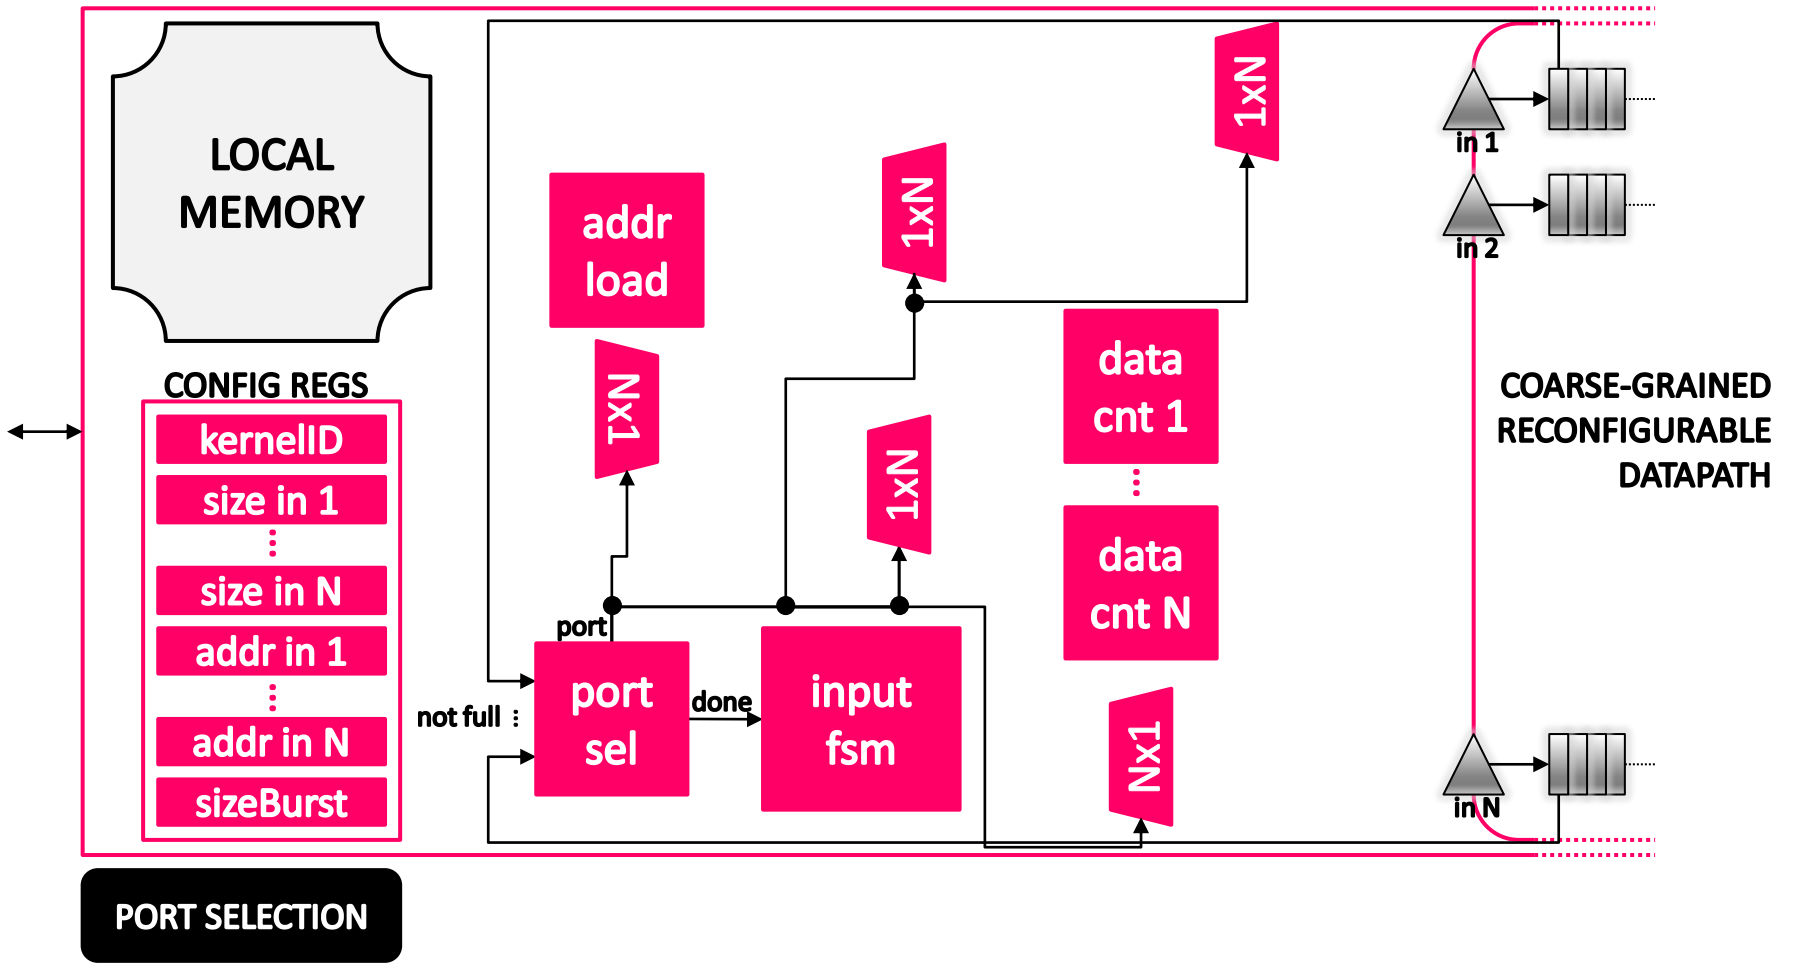 LOCAL
MEMORY
CONFIG REGS
kernelID
size in 1
size in N
addr in 1
addr in N
sizeBurst
PORT SELECTION
addr
load
Nx1
1xN
1xN
1xN
data
cnt 1
data
cnt N
port
not full
port
sel
done
input
fsm
Nx1
in 1
in 2
in N
COARSE-GRAINED
RECONFIGURABLE
DATAPATH